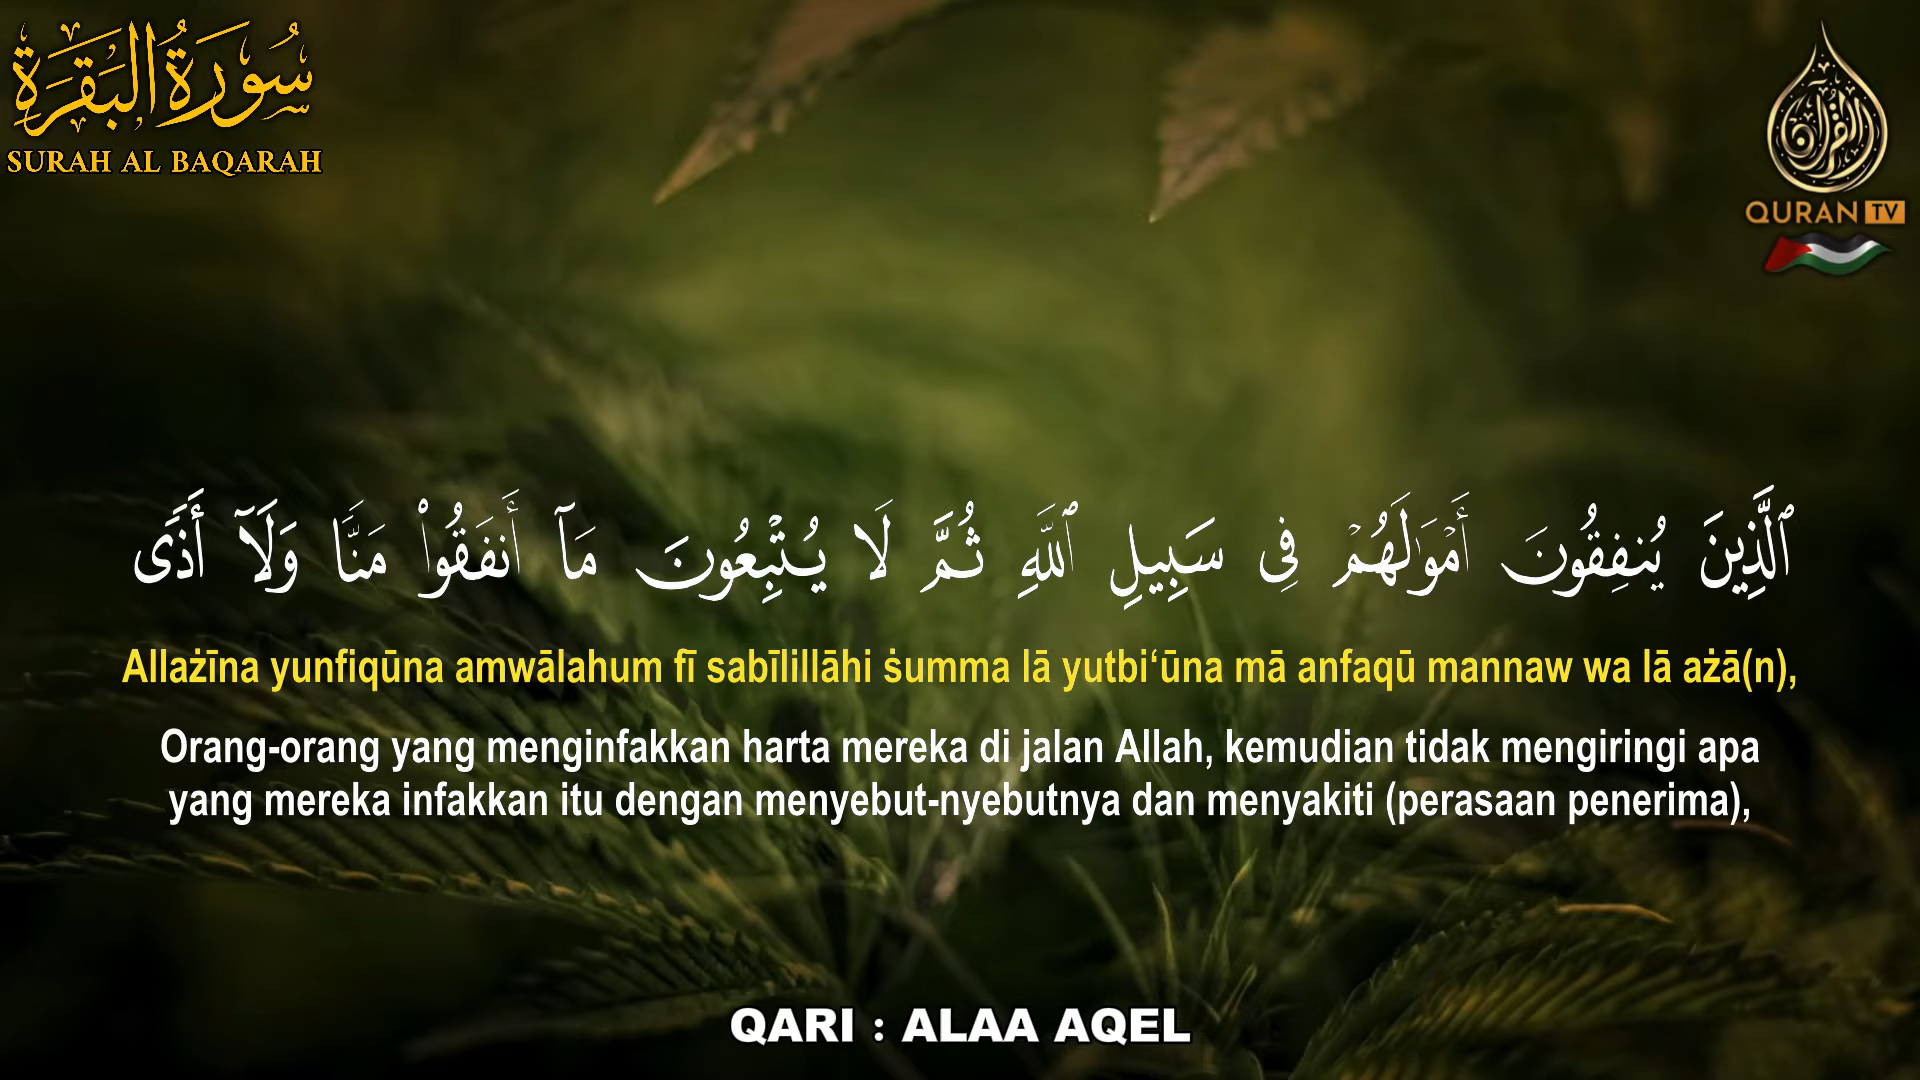 سُورَةُ البَقَرَةِ
SURAH AL BAQARAH
القرآن
QURAN TV
ٱلَّذِينَ يُنفِقُونَ أَمْوَٰلَهُمْ فِى سَبِيلِ ٱللَّهِ ثُمَّ لَا يُتْبِعُونَ مَآ أَنفَقُوا۟ مَنًّا وَلَآ أَذًى
Allażīna yunfiqūna amwālahum fī sabīlillāhi ṡumma lā yutbi‘ūna mā anfaqū mannaw wa lā ażā(n),
Orang-orang yang menginfakkan harta mereka di jalan Allah, kemudian tidak mengiringi apa
yang mereka infakkan itu dengan menyebut-nyebutnya dan menyakiti (perasaan penerima),
QARI : ALAA AQEL